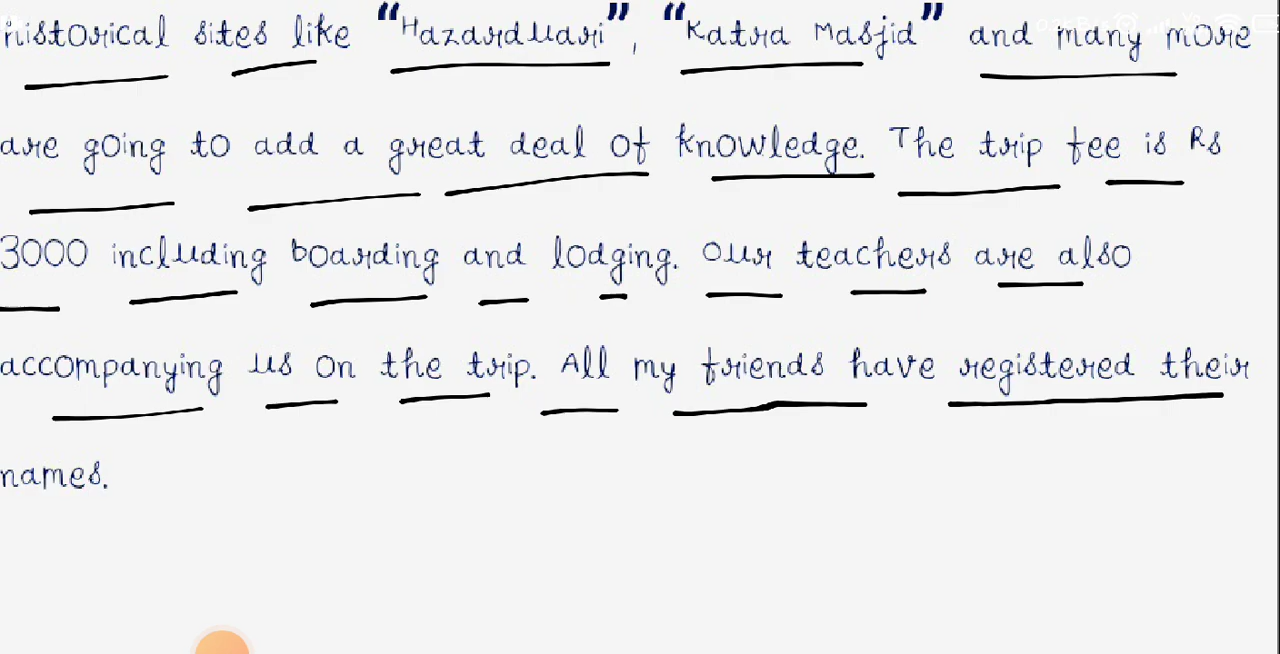 historical sites like “Hazarduari”, “Katra Masjid” and many more
are going to add a great deal of knowledge. The trip fee is Rs
3000 including boarding and lodging. Our teachers are also
accompanying us on the trip. All my friends have registered their
names.